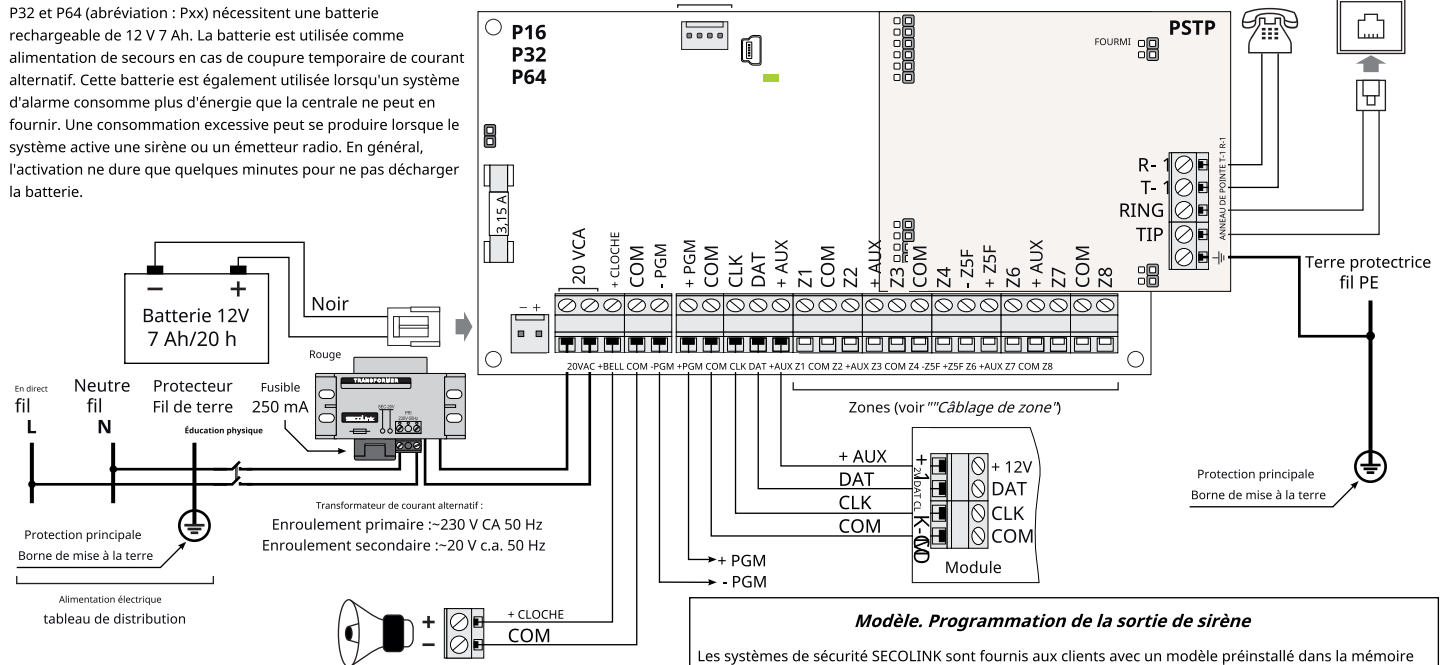 P32 et P64 (abréviation : Pxx) nécessitent une batterie
rechargeable de 12 V 7 Ah. La batterie est utilisée comme
alimentation de secours en cas de coupure temporaire de courant
alternatif. Cette batterie est également utilisée lorsqu'un système
d'alarme consomme plus d'énergie que la centrale ne peut en
fournir. Une consommation excessive peut se produire lorsque le
système active une sirène ou un émetteur radio. En général,
l'activation ne dure que quelques minutes pour ne pas décharger
la batterie.
P16
P32
P64
PSTP
FOURMI
3,15 A
R- 1
T- 1
RING
TIP
ANNEAU DE POINTE T-1 R-1
20 VCA
+ CLOCHE
COM
- PGM
+ PGM
COM
CLK
DAT
+ AUX
Z1
COM
Z2
+ AUX
Z3
COM
Z4
- Z5F
+ Z5F
Z6
+ AUX
Z7
COM
Z8
- +
20VAC +BELL COM -PGM +PGM COM CLK DAT +AUX Z1 COM Z2 +AUX Z3 COM Z4 -Z5F +Z5F Z6 +AUX Z7 COM Z8
Zones (voir ""Câblage de zone")
Terre protectrice
fil PE
Protection principale
Borne de mise à la terre
− +
Batterie 12V
7 Ah/20 h
Noir
Rouge
TRANSFORMER
SEC 20V
PRI
230V-50Hz
En direct
fil
L
Neutre
fil
N
Protecteur
Fil de terre
Éducation physique
Fusible
250 mA
Transformateur de courant alternatif :
Enroulement primaire :~230 V CA 50 Hz
Enroulement secondaire :~20 V c.a. 50 Hz
Protection principale
Borne de mise à la terre
Alimentation électrique
tableau de distribution
+ AUX
DAT
CLK
COM
+ 12V
DAT
CLK
COM
Module
+ PGM
- PGM
+
−
+ CLOCHE
COM
Modèle. Programmation de la sortie de sirène
Les systèmes de sécurité SECOLINK sont fournis aux clients avec un modèle préinstallé dans la mémoire